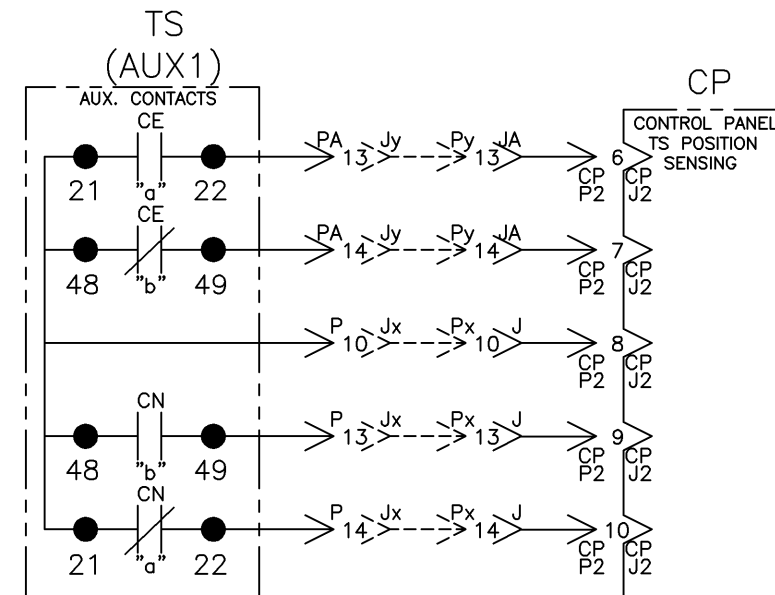 TS
(AUX1)
AUX. CONTACTS
CP
CONTROL PANEL
TS POSITION
SENSING
CE
21 "a" 22
PA 13 Jy Py 13 JA
6
CP P2 CP J2
CE
48 "b" 49
PA 14 Jy Py 14 JA
7
CP P2 CP J2
P 10 Jx Px 10 J
8
CP P2 CP J2
CN
48 "b" 49
P 13 Jx Px 13 J
9
CP P2 CP J2
CN
21 "a" 22
P 14 Jx Px 14 J
10
CP P2 CP J2